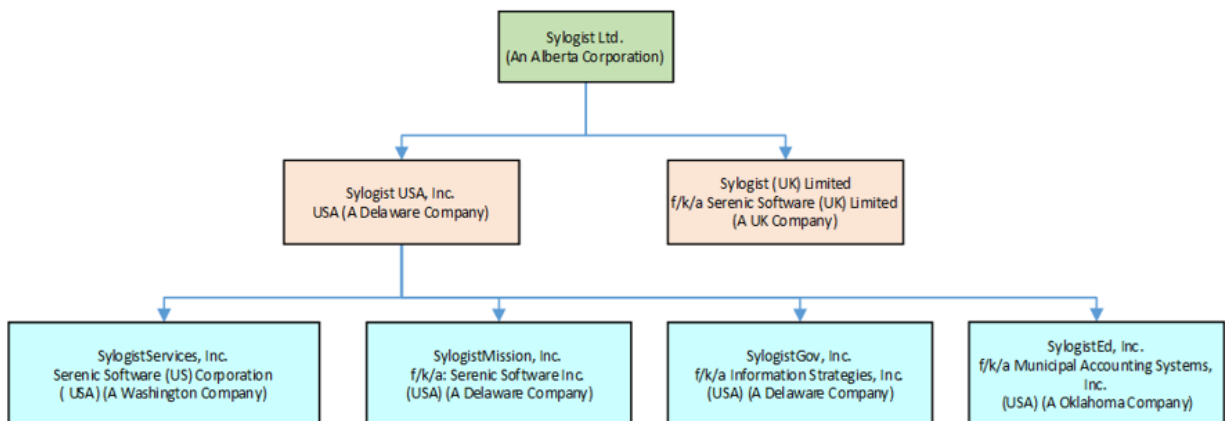 Sylogist Ltd.
(An Alberta Corporation)
Sylogist USA, Inc.
USA (A Delaware Company)
Sylogist (UK) Limited
f/k/a Serenic Software (UK) Limited
(A UK Company)
SylogistServices, Inc.
Serenic Software (US) Corporation
( USA) (A Washington Company)
SylogistMission, Inc.
f/k/a: Serenic Software Inc.
(USA) (A Delaware Company)
SylogistGov, Inc.
f/k/a Information Strategies, Inc.
(USA) (A Delaware Company)
SylogistEd, Inc.
f/k/a Municipal Accounting Systems,
Inc.
(USA) (A Oklahoma Company)